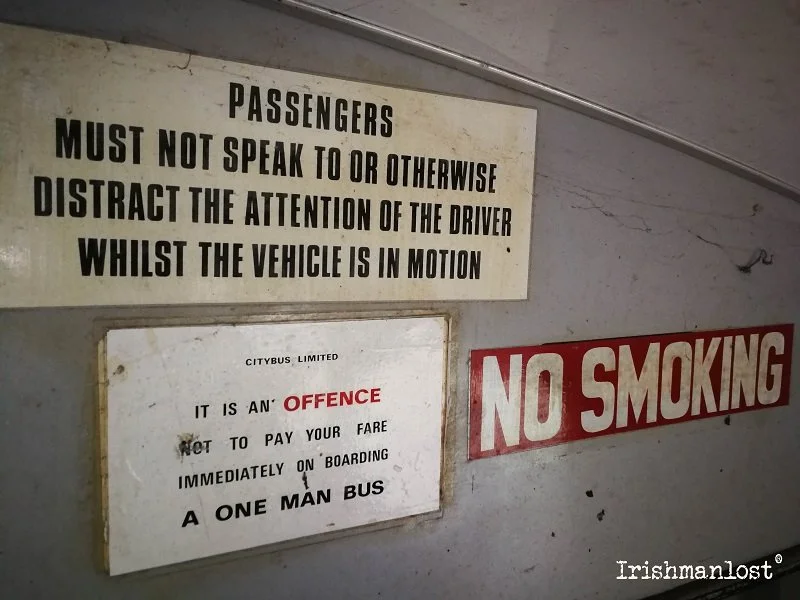 PASSENGERS
MUST NOT SPEAK TO OR OTHERWISE
DISTRACT THE ATTENTION OF THE DRIVER
WHILST THE VEHICLE IS IN MOTION
CITYBUS LIMITED
IT IS AN OFFENCE
NOT TO PAY YOUR FARE
IMMEDIATELY ON BOARDING
A ONE MAN BUS
NO SMOKING
Irishmanlost®